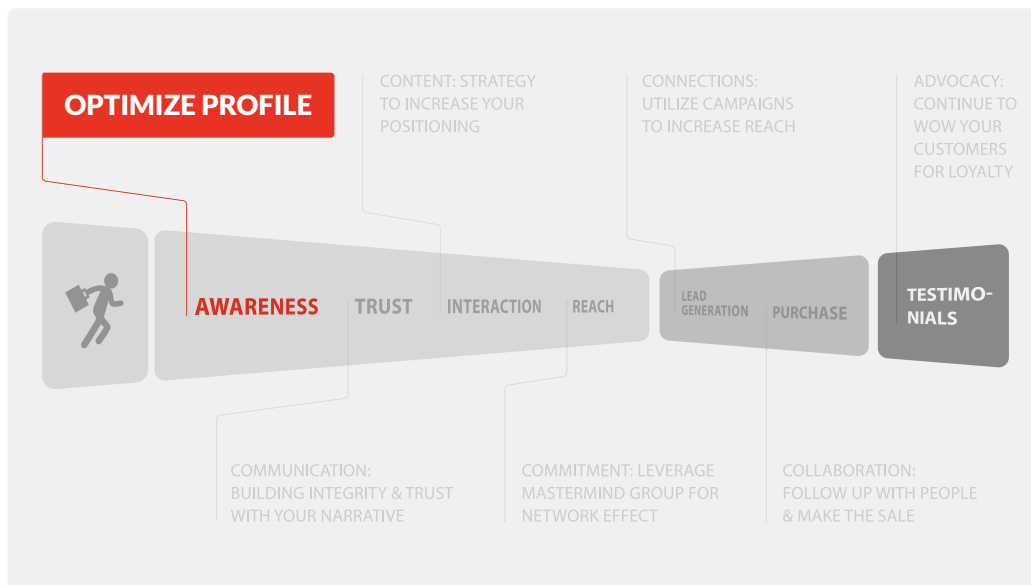 OPTIMIZE PROFILE
CONTENT: STRATEGY
TO INCREASE YOUR
POSITIONING
CONNECTIONS:
UTILIZE CAMPAIGNS
TO INCREASE REACH
ADVOCACY:
CONTINUE TO
WOW YOUR
CUSTOMERS
FOR LOYALTY
AWARENESS
TRUST
INTERACTION
REACH
LEAD
GENERATION
PURCHASE
TESTIMO-
NIALS
COMMUNICATION:
BUILDING INTEGRITY & TRUST
WITH YOUR NARRATIVE
COMMITMENT: LEVERAGE
MASTERMIND GROUP FOR
NETWORK EFFECT
COLLABORATION:
FOLLOW UP WITH PEOPLE
& MAKE THE SALE